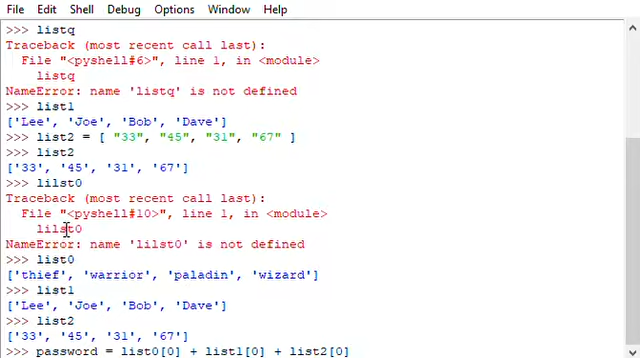 File Edit Shell Debug Options Window Help
>>> listq
Traceback (most recent call last):
  File "<pyshell#6>", line 1, in <module>
    listq
NameError: name 'listq' is not defined
>>> list1
['Lee', 'Joe', 'Bob', 'Dave']
>>> list2 = [ "33", "45", "31", "67" ]
>>> list2
['33', '45', '31', '67']
>>> lilst0
Traceback (most recent call last):
  File "<pyshell#10>", line 1, in <module>
    lilst0
NameError: name 'lilst0' is not defined
>>> list0
['thief', 'warrior', 'paladin', 'wizard']
>>> list1
['Lee', 'Joe', 'Bob', 'Dave']
>>> list2
['33', '45', '31', '67']
>>> password = list0[0] + list1[0] + list2[0]